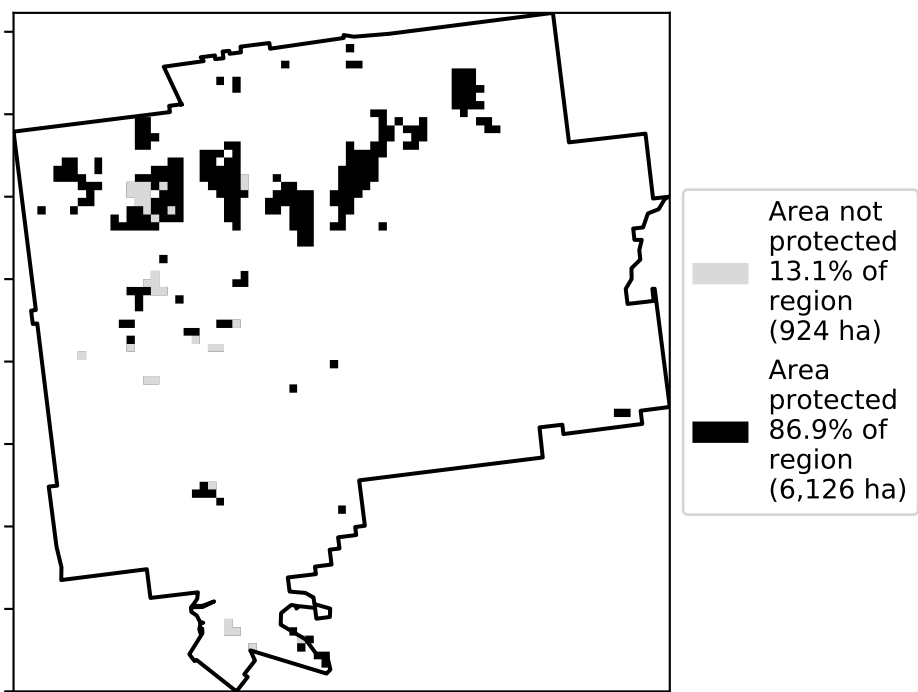 Area not
protected
13.1% of
region
(924 ha)
Area
protected
86.9% of
region
(6,126 ha)